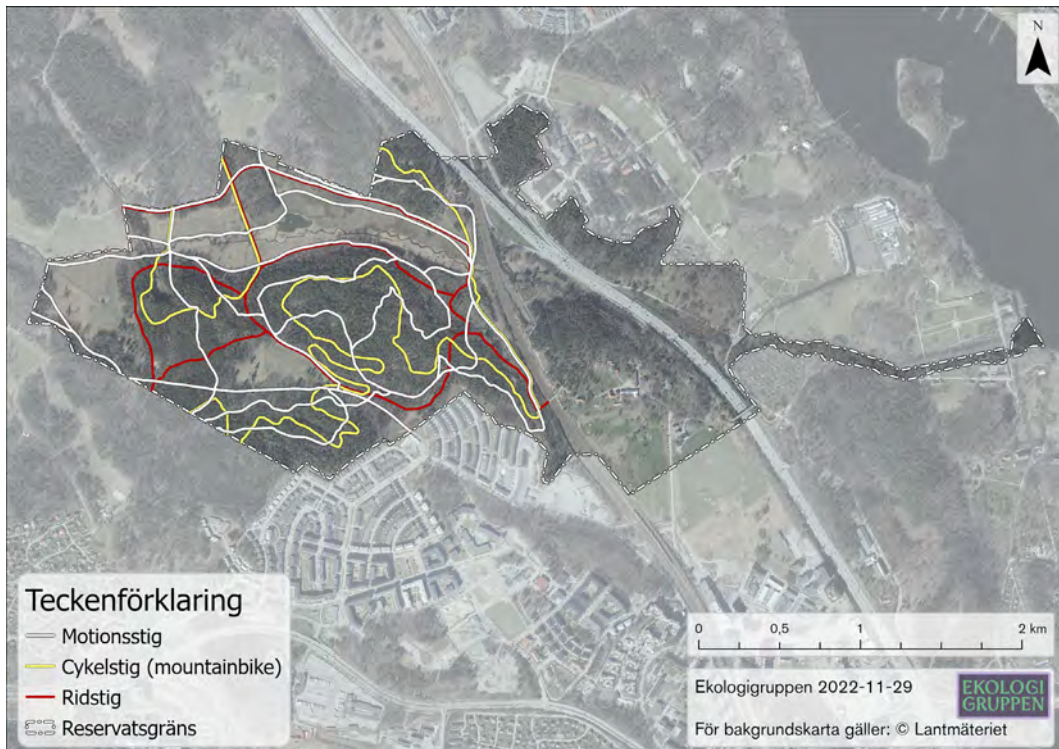 N
Teckenförklaring
Motionsstig
Cykelstig (mountainbike)
Ridstig
Reservatsgräns
0 0,5 1 2 km
Ekologigruppen 2022-11-29
EKOLOGI
GRUPPEN
För bakgrundskarta gäller: © Lantmäteriet